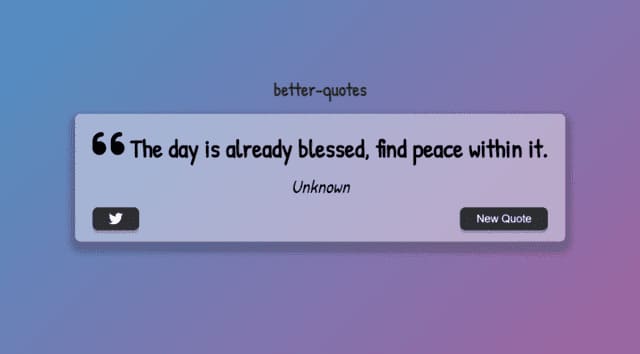 better-quotes
“ The day is already blessed, find peace within it.
Unknown
New Quote